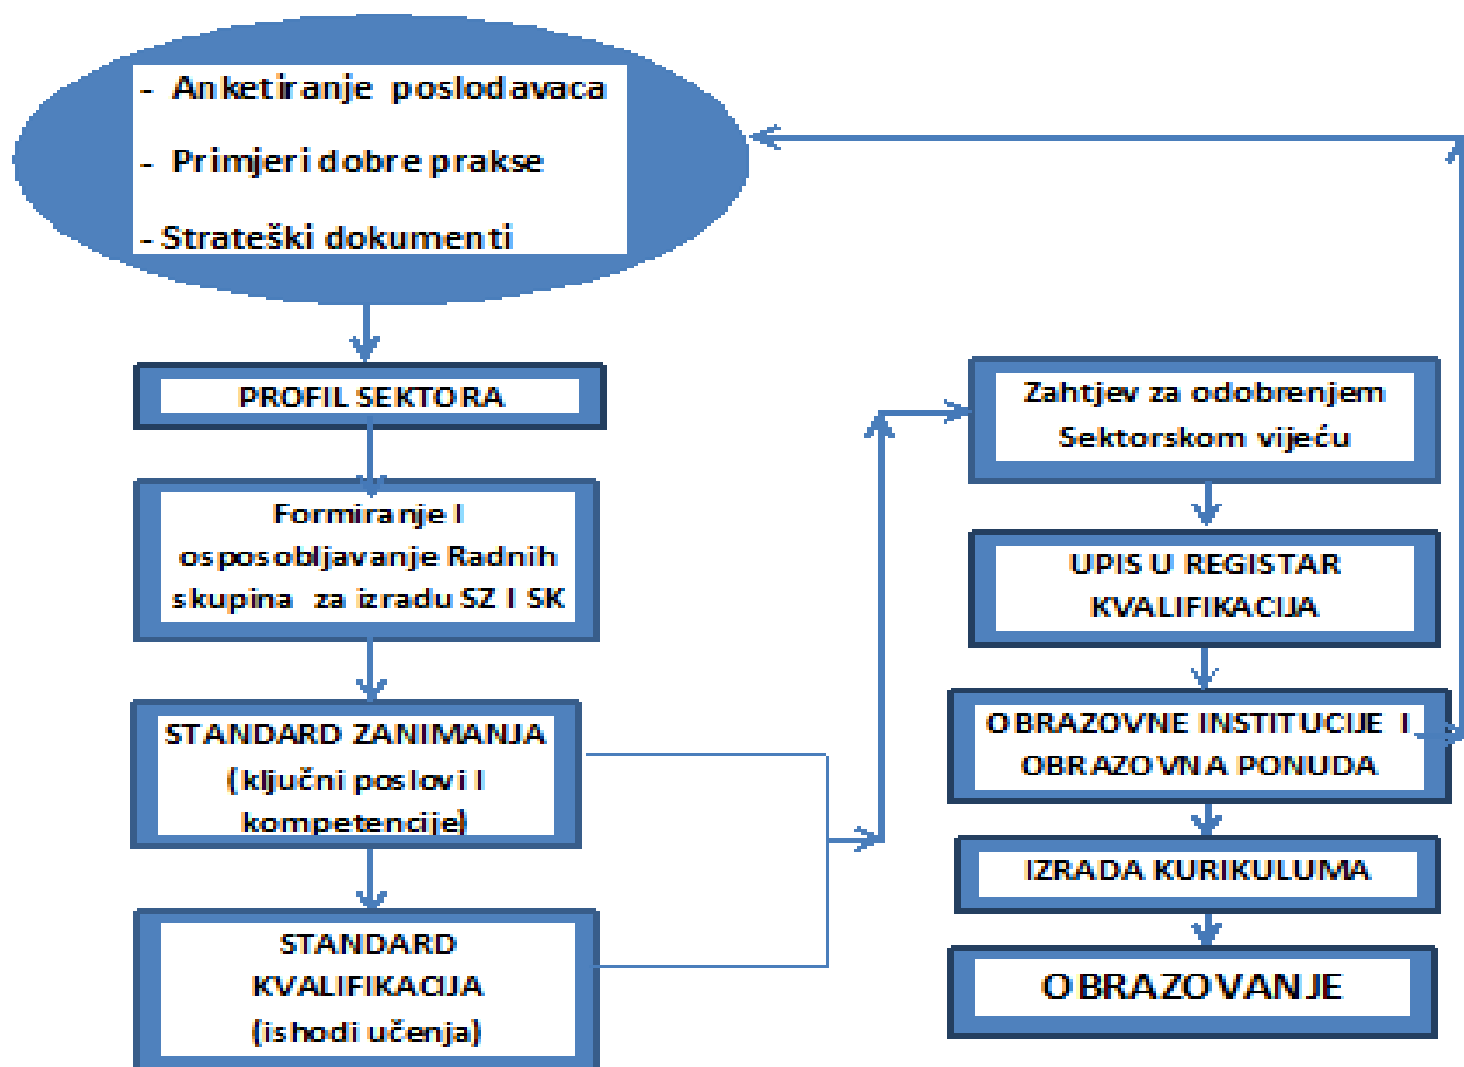 - Anketiranje poslodavaca
- Primjeri dobre prakse
- Strateški dokumenti
PROFIL SEKTORA
Formiranje I
osposobljavanje Radnih
skupina za izradu SZ I SK
STANDARD ZANIMANJA
(ključni poslovi I
kompetencije)
STANDARD
KVALIFIKACIJA
(ishodi učenja)
Zahtjev za odobrenjem
Sektorskom vijeću
UPIS U REGISTAR
KVALIFIKACIJA
OBRAZOVNE INSTITUCIJE I
OBRAZOVNA PONUDA
IZRADA KURIKULUMA
OBRAZOVANJE